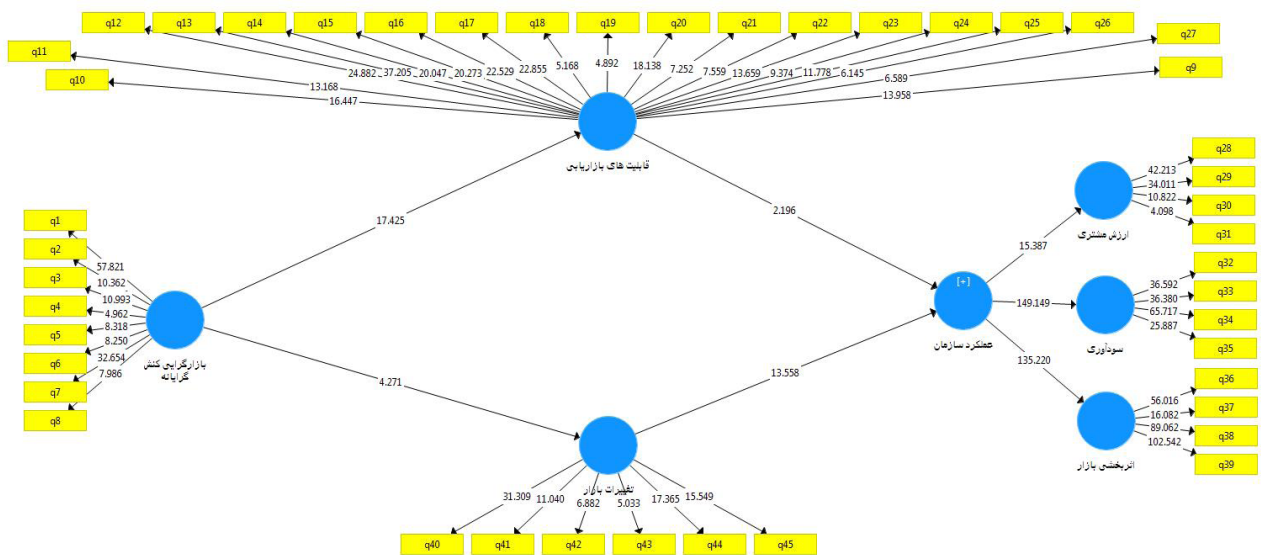 q12 q13 q14 q15 q16 q17 q18 q19 q20 q21 q22 q23 q24 q25 q26
q27
q11
q9
q10
24.882 37.205 20.047 20.273 22.529 22.855 5.168 4.892 18.138 7.252 7.559 13.659 9.374 11.778 6.145
13.168 6.589
16.447 13.958
قابلیت های بازاریابی
q28
q29
q30
q31
42.213
34.011
10.822
4.098
ارزش مشتری
q1
q2
q3
q4
q5
q6
q7
q8
57.821
10.362
10.993
4.962
8.318
8.250
32.654
7.986
بازارگرایی کنش
گرایانه
17.425
2.196
15.387
[+]
149.149
عملکرد سازمان
135.220
q32
q33
q34
q35
36.592
36.380
65.717
25.887
سودآوری
4.271
13.558
q36
q37
q38
q39
56.016
16.082
89.062
102.542
اثربخشی بازار
تغییرات بازار
31.309 11.040 6.882 5.033 17.365 15.549
q40 q41 q42 q43 q44 q45